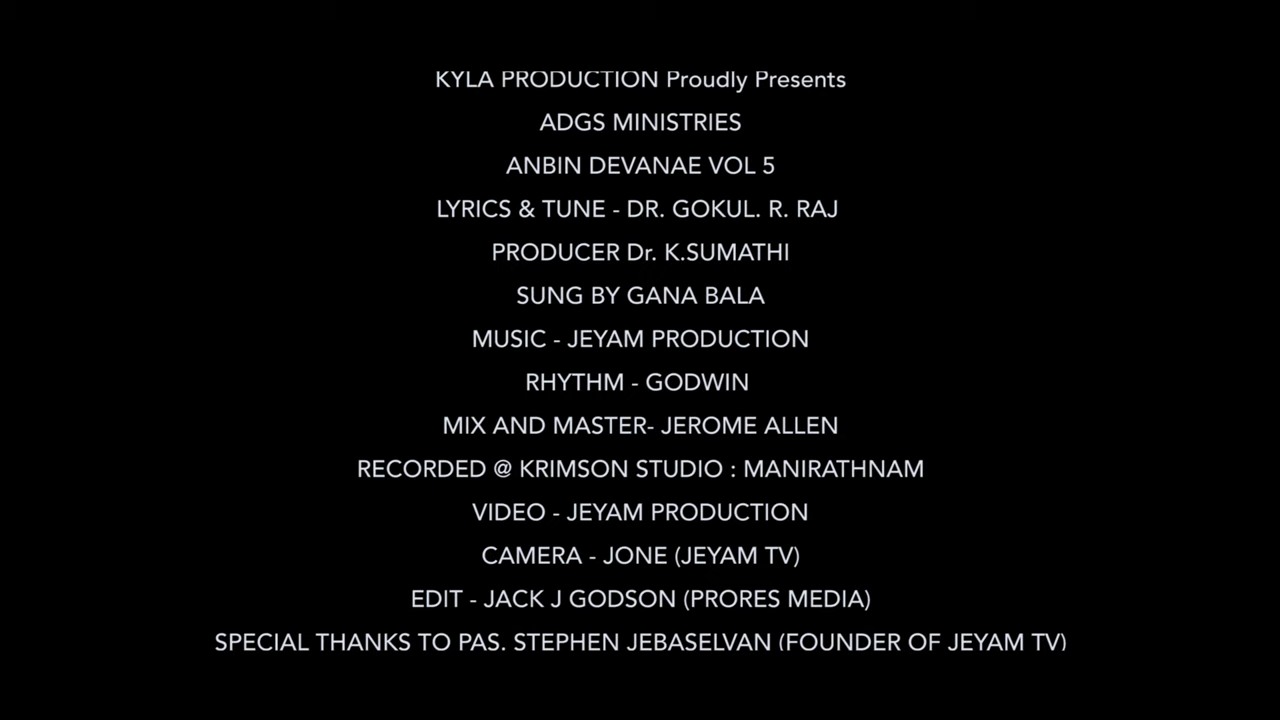 KYLA PRODUCTION Proudly Presents
ADGS MINISTRIES
ANBIN DEVANAE VOL 5
LYRICS & TUNE - DR. GOKUL. R. RAJ
PRODUCER Dr. K.SUMATHI
SUNG BY GANA BALA
MUSIC - JEYAM PRODUCTION
RHYTHM - GODWIN
MIX AND MASTER- JEROME ALLEN
RECORDED @ KRIMSON STUDIO : MANIRATHNAM
VIDEO - JEYAM PRODUCTION
CAMERA - JONE (JEYAM TV)
EDIT - JACK J GODSON (PRORES MEDIA)
SPECIAL THANKS TO PAS. STEPHEN JEBASELVAN (FOUNDER OF JEYAM TV)